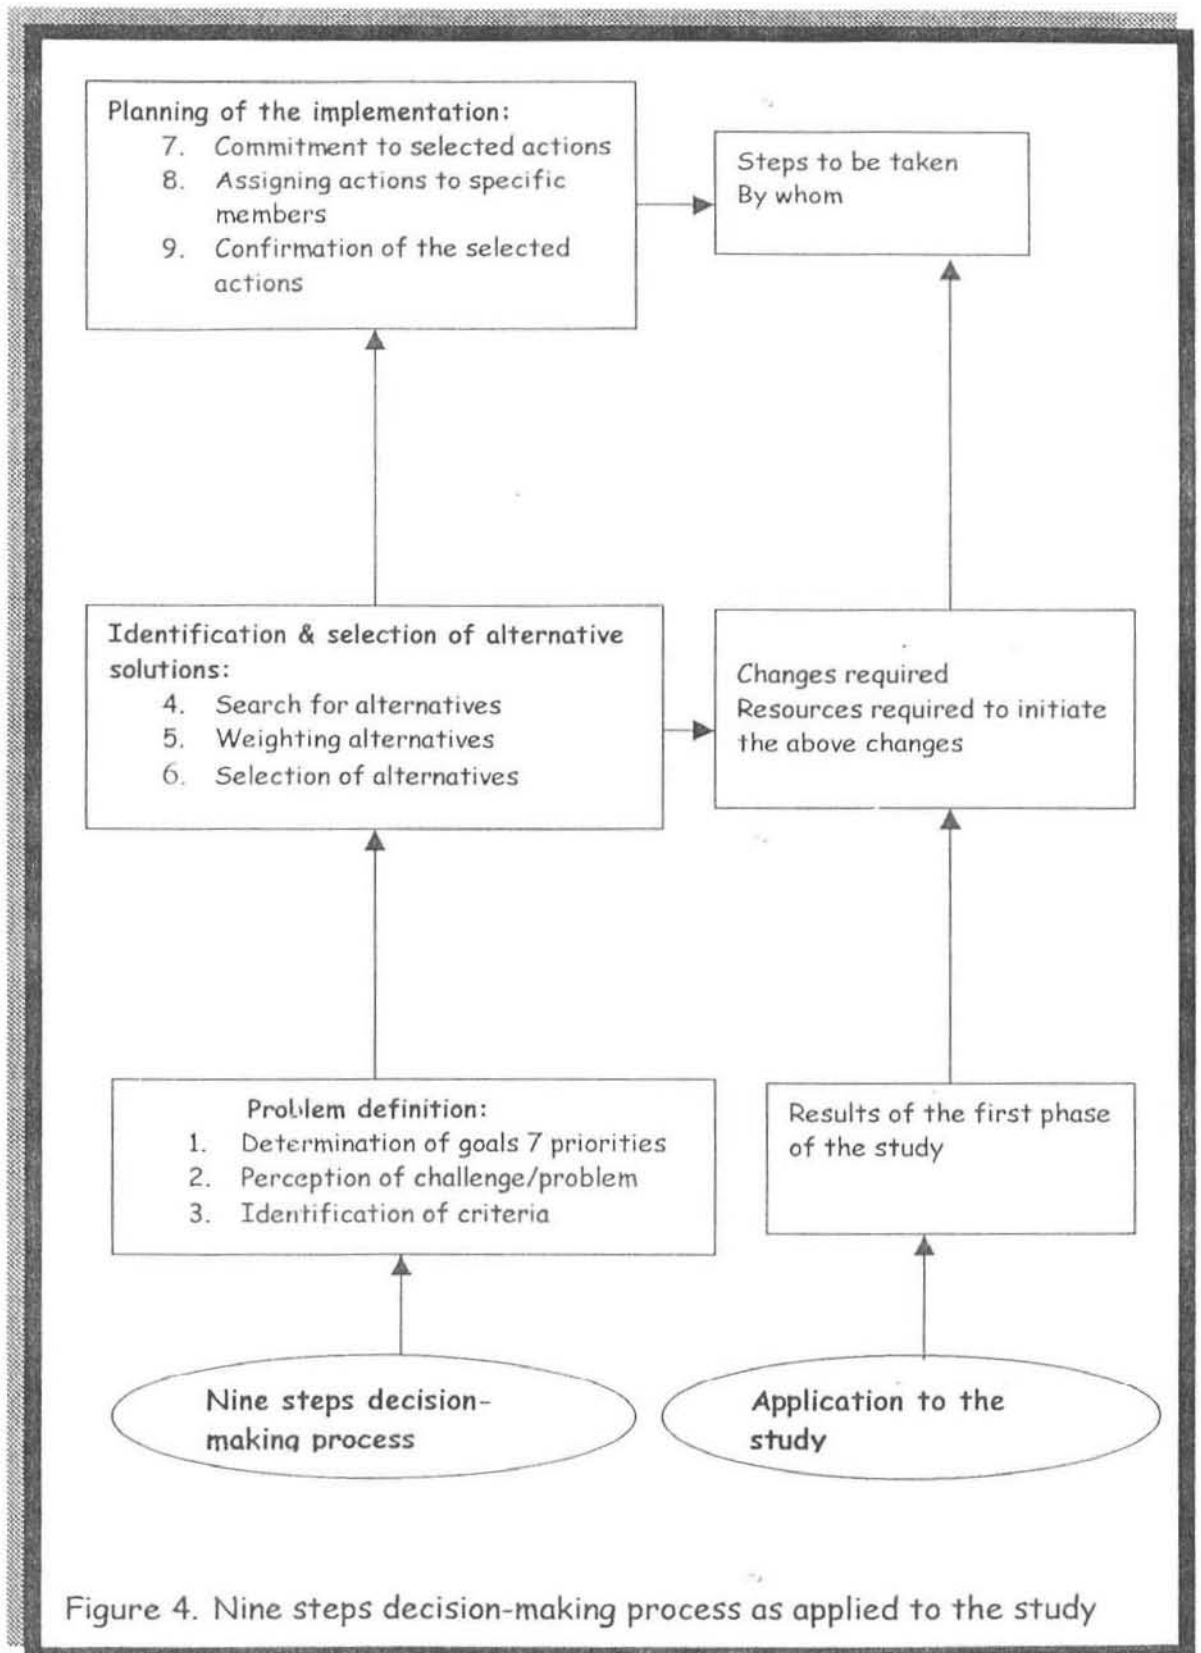 Planning of the implementation:
7. Commitment to selected actions
8. Assigning actions to specific
members
9. Confirmation of the selected
actions
Steps to be taken
By whom
Identification & selection of alternative
solutions:
4. Search for alternatives
5. Weighting alternatives
6. Selection of alternatives
Changes required
Resources required to initiate
the above changes
Problem definition:
1. Determination of goals 7 priorities
2. Perception of challenge/problem
3. Identification of criteria
Results of the first phase
of the study
Nine steps decision-
making process
Application to the
study
Figure 4. Nine steps decision-making process as applied to the study